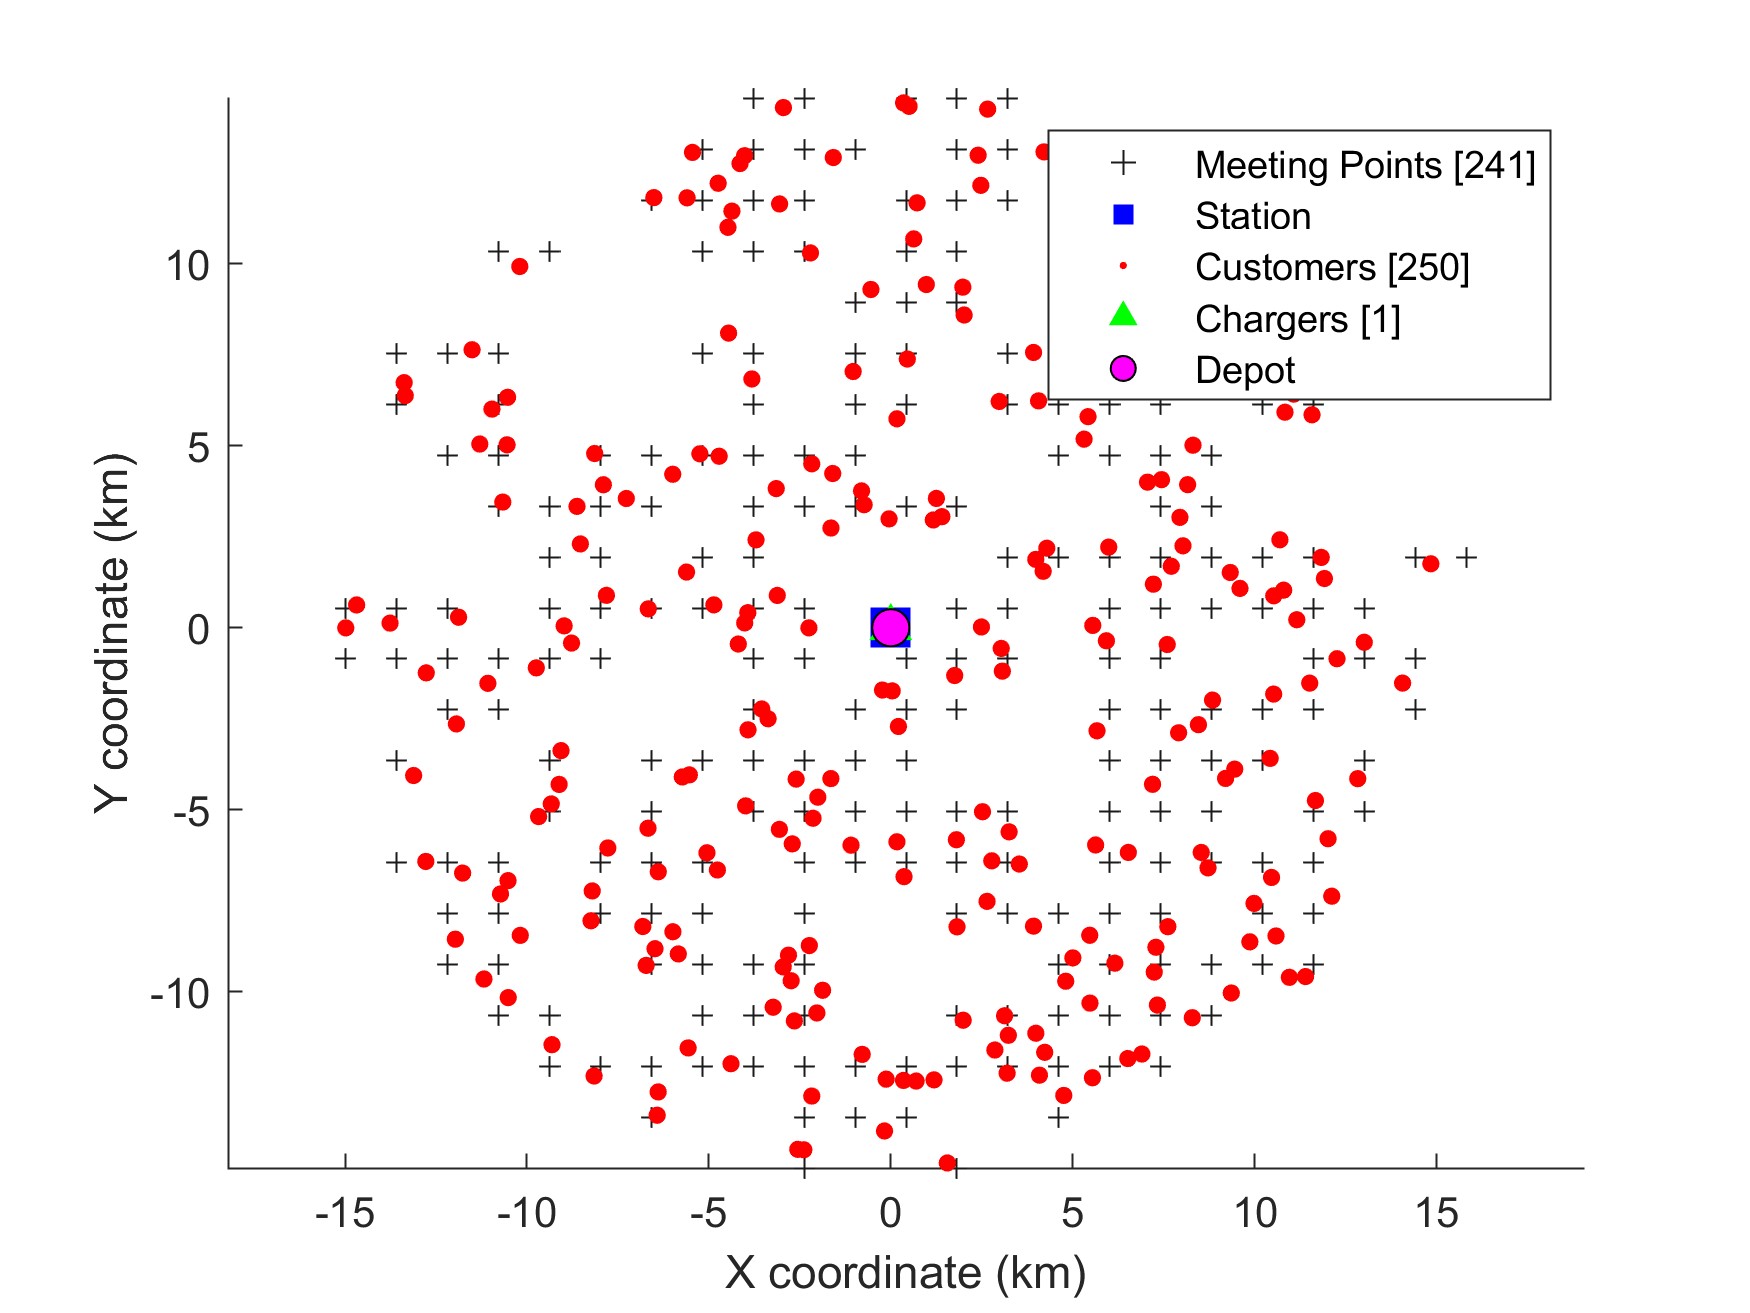 Meeting Points [241]
Station
Customers [250]
Chargers [1]
Depot
10
5
0
-5
-10
Y coordinate (km)
-15
-10
-5
0
5
10
15
X coordinate (km)